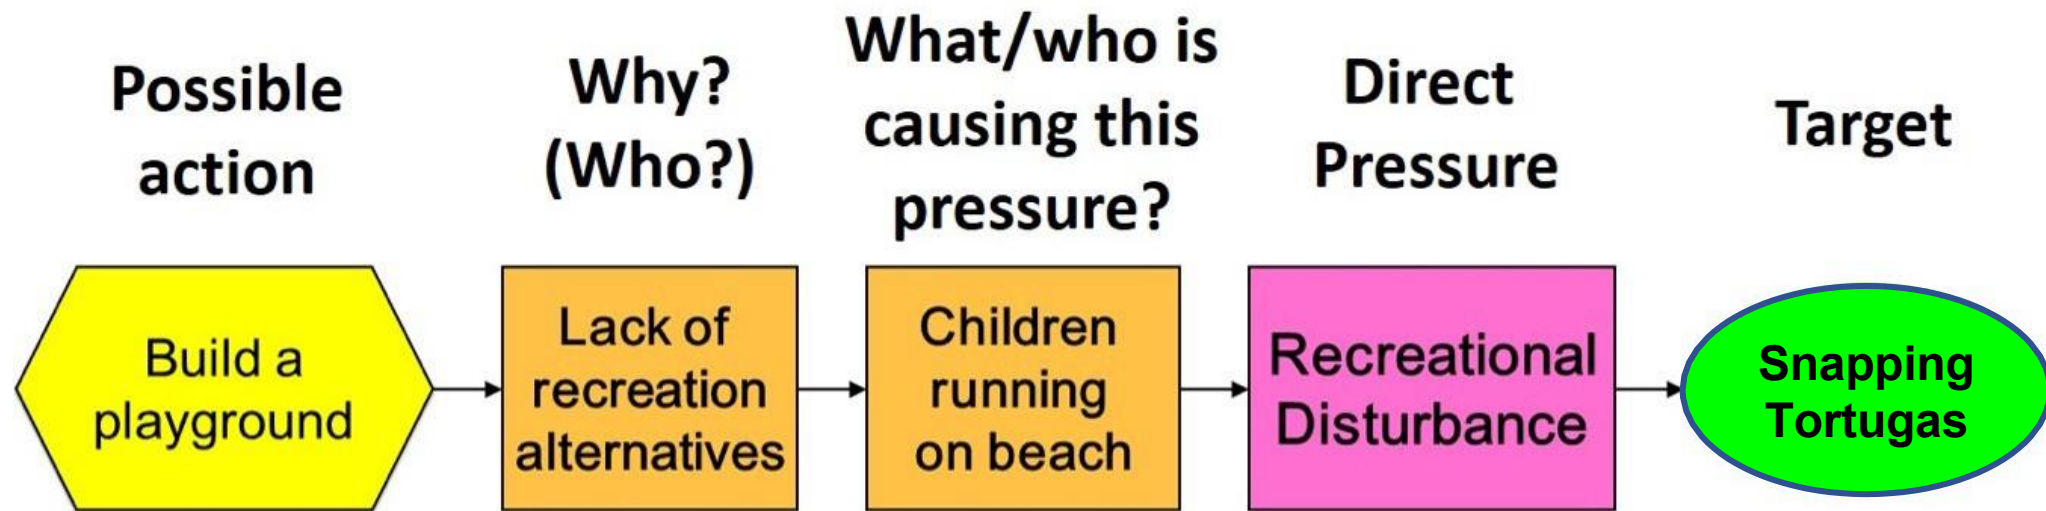 Possible
action
Why?
(Who?)
What/who is
causing this
pressure?
Direct
Pressure
Target
Build a
playground
Lack of
recreation
alternatives
Children
running
on beach
Recreational
Disturbance
Snapping
Tortugas